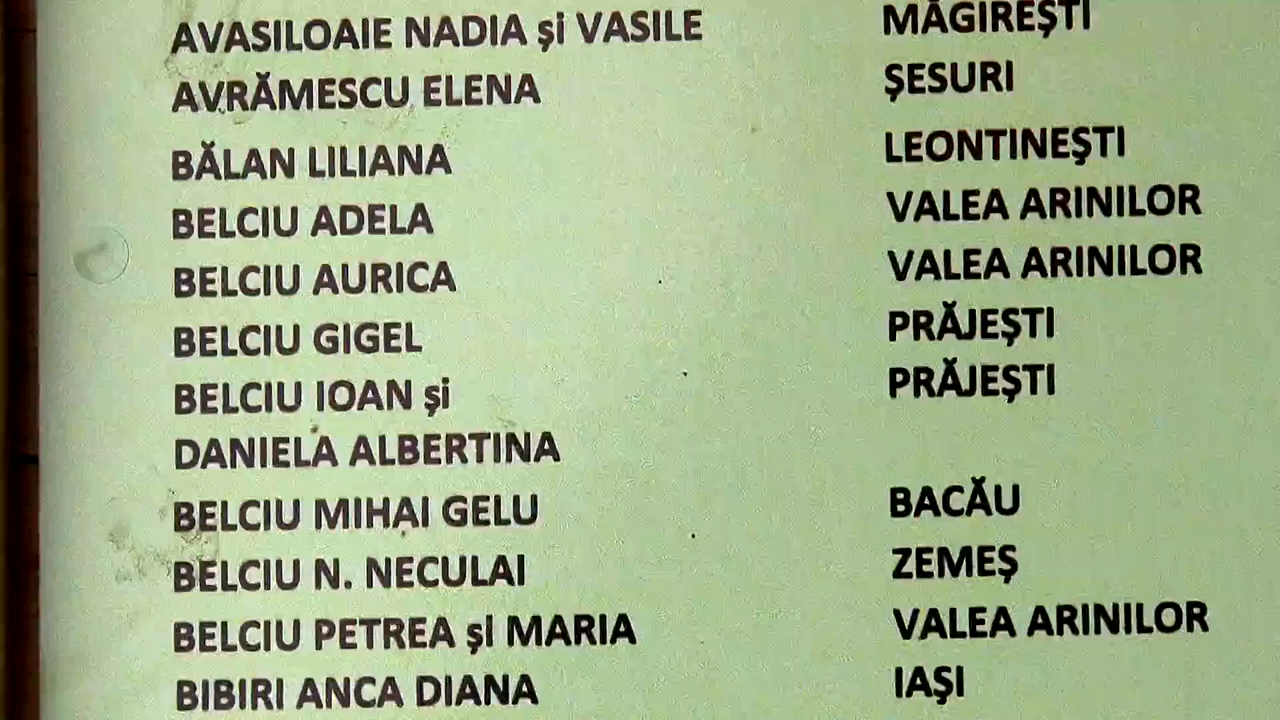 AVASILOAIE NADIA și VASILE MĂGIREȘTI
AVRĂMESCU ELENA ȘESURI
BĂLAN LILIANA LEONTINEȘTI
BELCIU ADELA VALEA ARINILOR
BELCIU AURICA VALEA ARINILOR
BELCIU GIGEL PRĂJEȘTI
BELCIU IOAN și PRĂJEȘTI
DANIELA ALBERTINA
BELCIU MIHAI GELU BACĂU
BELCIU N. NECULAI ZEMEȘ
BELCIU PETREA și MARIA VALEA ARINILOR
BIBIRI ANCA DIANA IAȘI